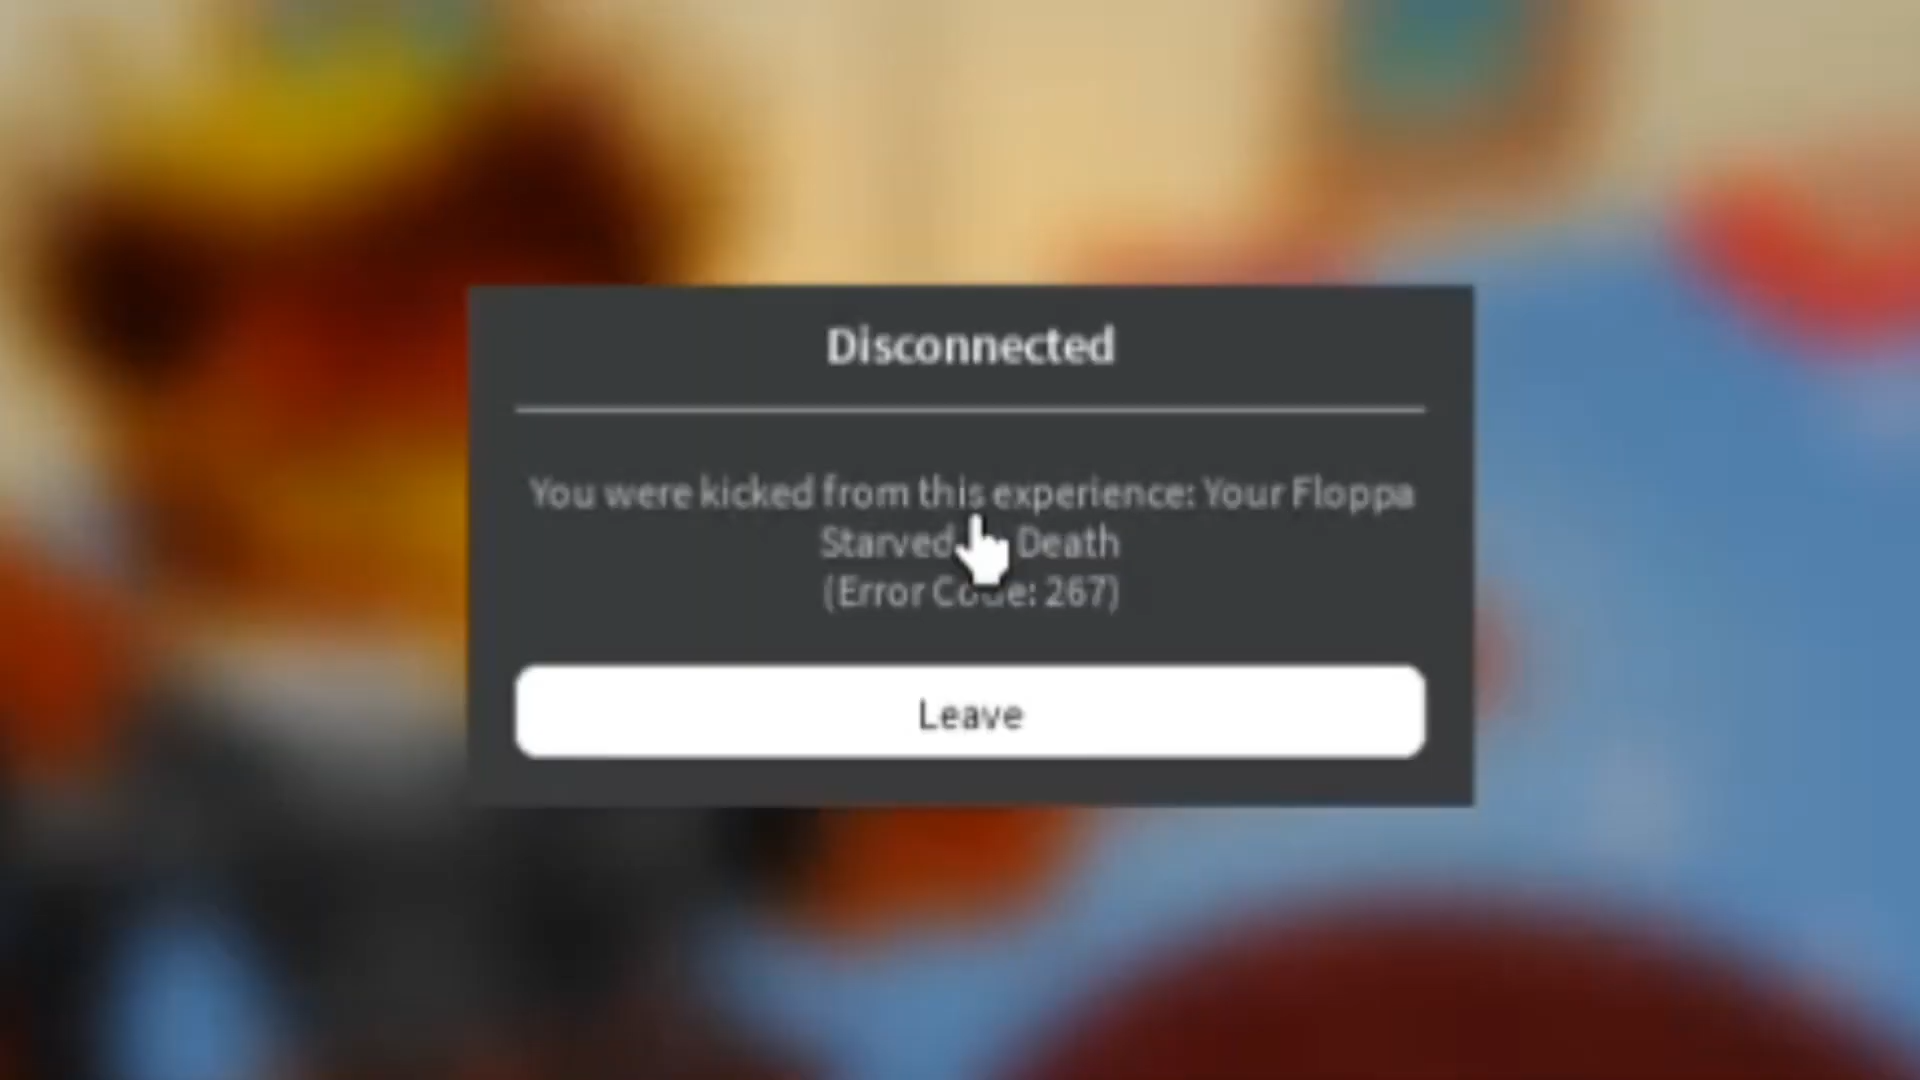 Disconnected
You were kicked from this experience: Your Floppa
Starved Death
(Error Code: 267)
Leave